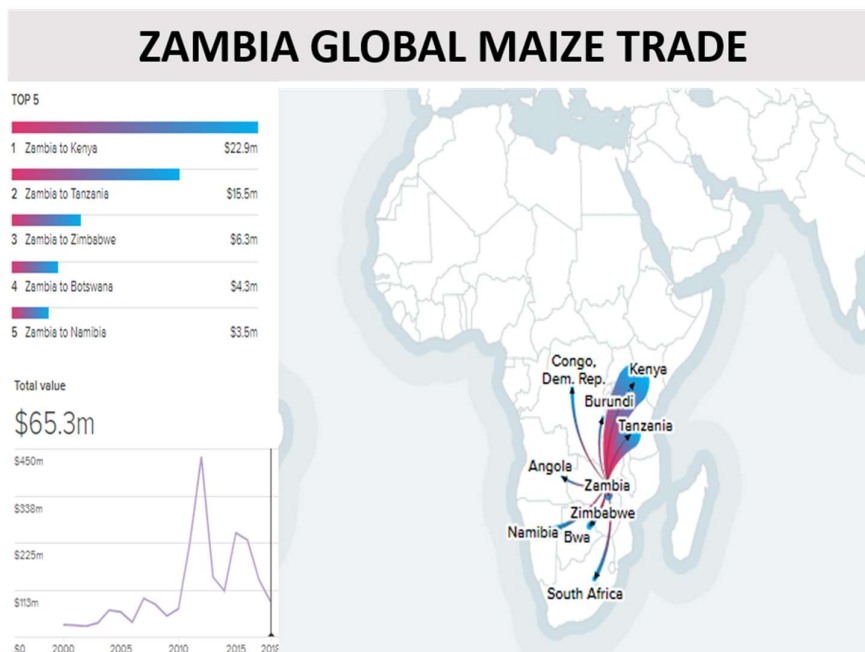 ZAMBIA GLOBAL MAIZE TRADE
TOP 5
1 Zambia to Kenya $22.9m
2 Zambia to Tanzania $15.5m
3 Zambia to Zimbabwe $6.3m
4 Zambia to Botswana $4.3m
5 Zambia to Namibia $3.5m
Total value
$65.3m
$450m
$338m
$225m
$113m
$0 2000 2005 2010 2015 2018
Congo,
Dem. Rep.
Kenya
Burundi
Tanzania
Angola
Zambia
Zimbabwe
Namibia
Bwa
South Africa